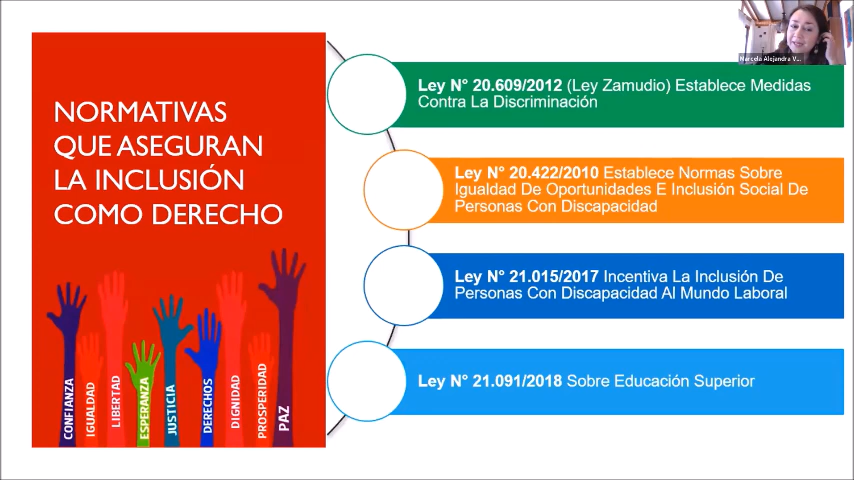 NORMATIVAS
QUE ASEGURAN
LA INCLUSIÓN
COMO DERECHO
CONFIANZA
IGUALDAD
LIBERTAD
ESPERANZA
JUSTICIA
DERECHOS
DIGNIDAD
PROSPERIDAD
PAZ
Ley N° 20.609/2012 (Ley Zamudio) Establece Medidas
Contra La Discriminación
Ley N° 20.422/2010 Establece Normas Sobre
Igualdad De Oportunidades E Inclusión Social De
Personas Con Discapacidad
Ley N° 21.015/2017 Incentiva La Inclusión De
Personas Con Discapacidad Al Mundo Laboral
Ley N° 21.091/2018 Sobre Educación Superior
Marcela Alejandra V...